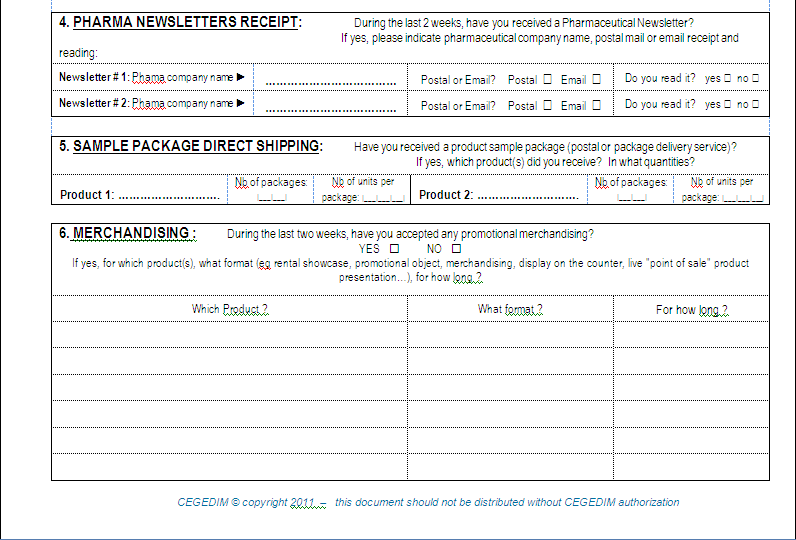 4. PHARMA NEWSLETTERS RECEIPT: During the last 2 weeks, have you received a Pharmaceutical Newsletter?
If yes, please indicate pharmaceutical company name, postal mail or email receipt and
reading:
Newsletter # 1: Phama company name ► ………………………………. Postal or Email? Postal □ Email □ Do you read it? yes □ no □
Newsletter # 2: Phama company name ► ………………………………. Postal or Email? Postal □ Email □ Do you read it? yes □ no □
5. SAMPLE PACKAGE DIRECT SHIPPING: Have you received a product sample package (postal or package delivery service)?
If yes, which product(s) did you receive? In what quantities?
Product 1: ………………………. Nb of packages: |__|__| Nb of units per package: |__|__|__| Product 2: ………………………. Nb of packages: |__|__| Nb of units per package: |__|__|__|
6. MERCHANDISING : During the last two weeks, have you accepted any promotional merchandising?
YES □ NO □
If yes, for which product(s), what format (eg rental showcase, promotional object, merchandising, display on the counter, live "point of sale" product
presentation…), for how long ?
Which Product ? What format ? For how long ?
CEGEDIM © copyright 2011 – this document should not be distributed without CEGEDIM authorization